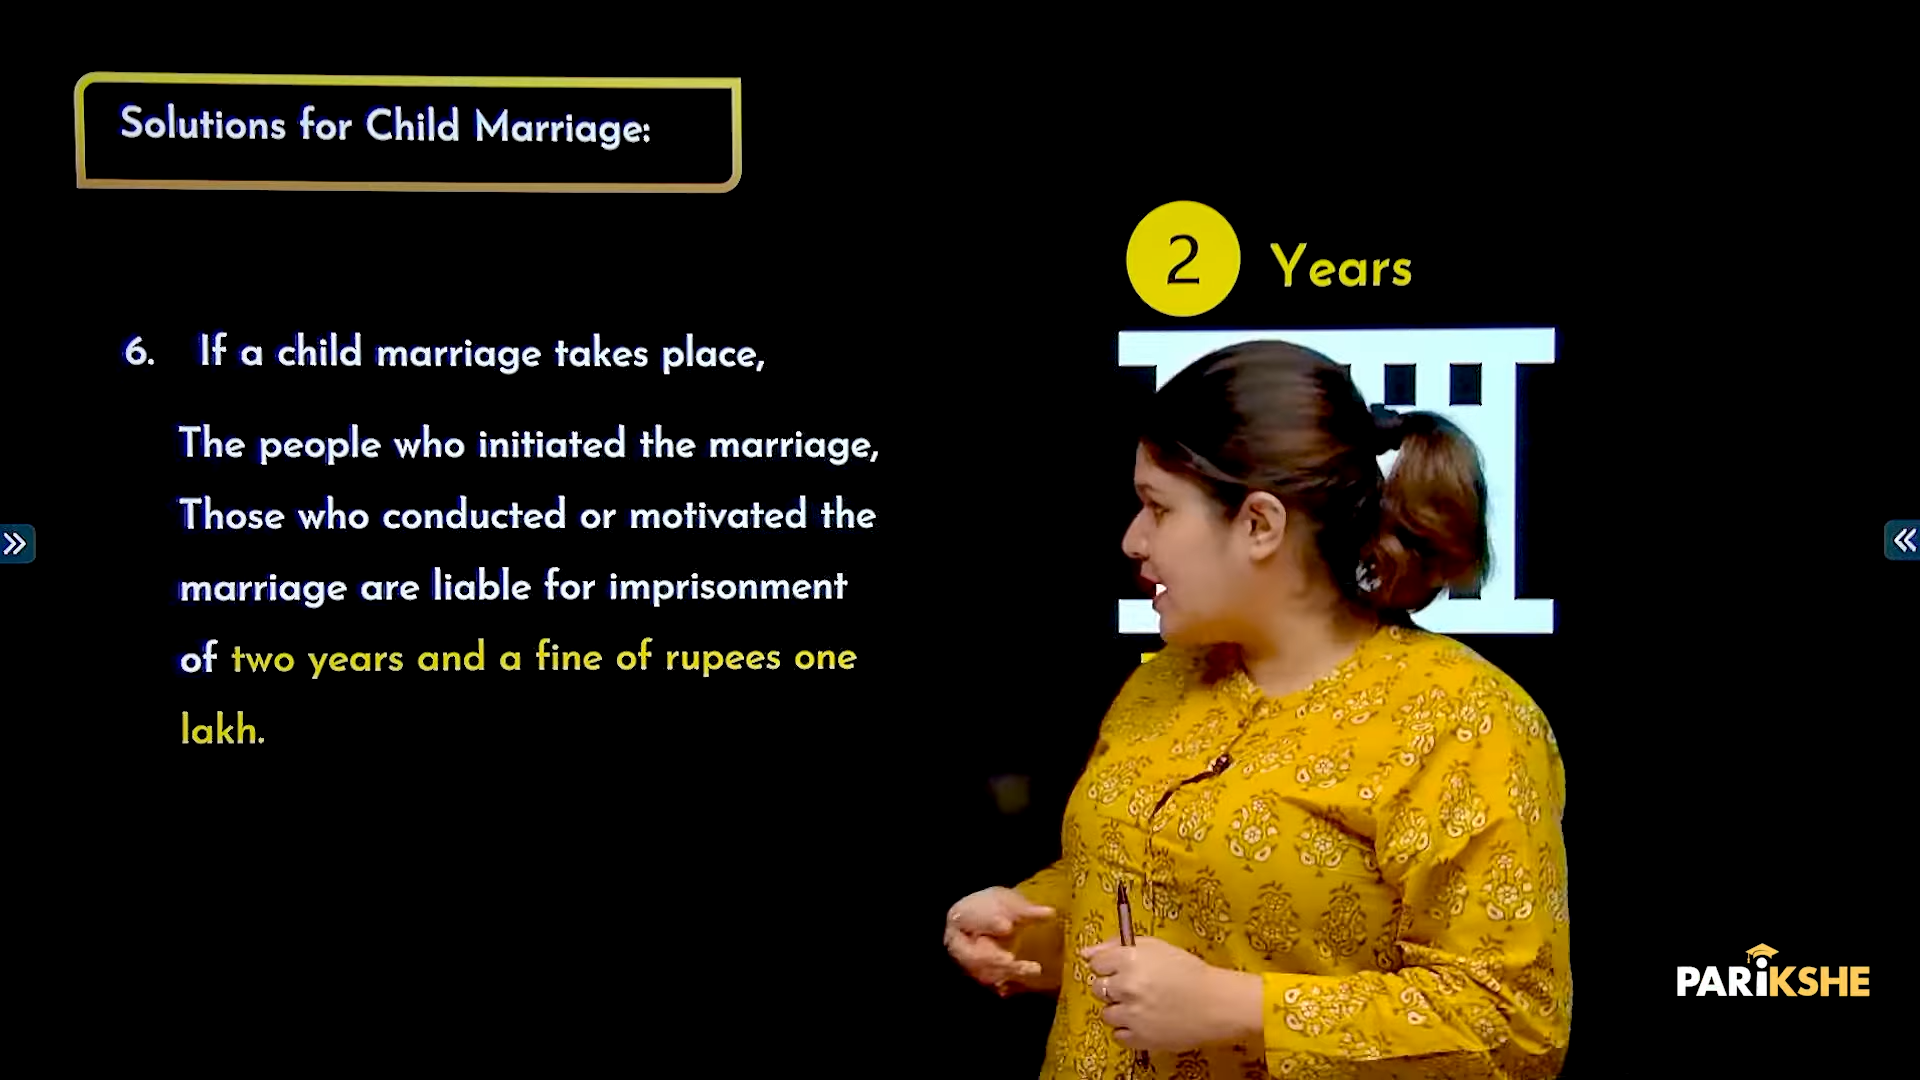 Solutions for Child Marriage:
2 Years
6. If a child marriage takes place,
The people who initiated the marriage,
Those who conducted or motivated the
marriage are liable for imprisonment
of two years and a fine of rupees one
lakh.
PARiKSHE